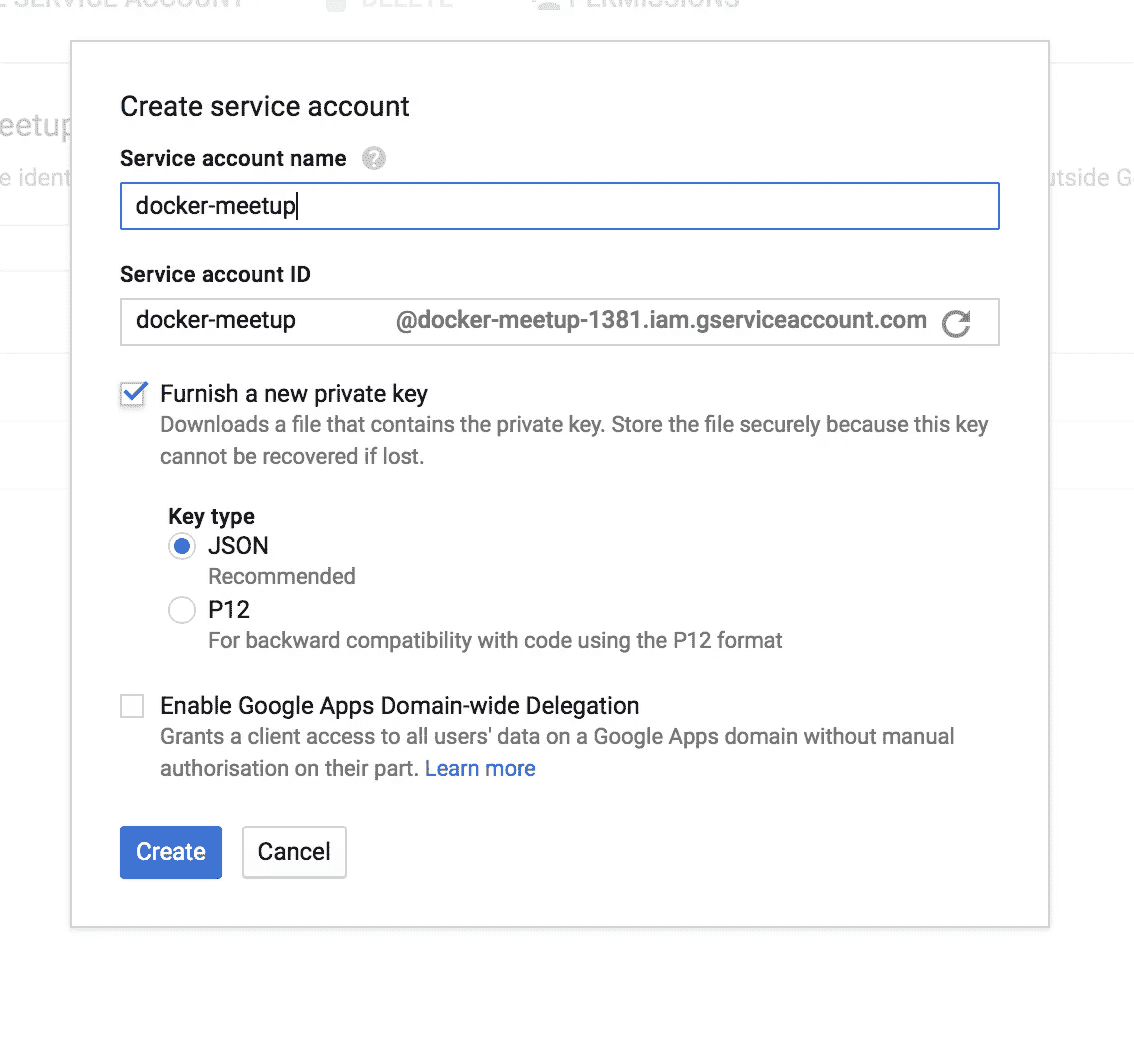 SERVICE ACCOUNT DELETE PERMISSIONS
Create service account
eetup
Service account name ?
e ident
utside G
docker-meetup
Service account ID
docker-meetup @docker-meetup-1381.iam.gserviceaccount.com
Furnish a new private key
Downloads a file that contains the private key. Store the file securely because this key
cannot be recovered if lost.
Key type
JSON
Recommended
P12
For backward compatibility with code using the P12 format
Enable Google Apps Domain-wide Delegation
Grants a client access to all users' data on a Google Apps domain without manual
authorisation on their part. Learn more
Create Cancel